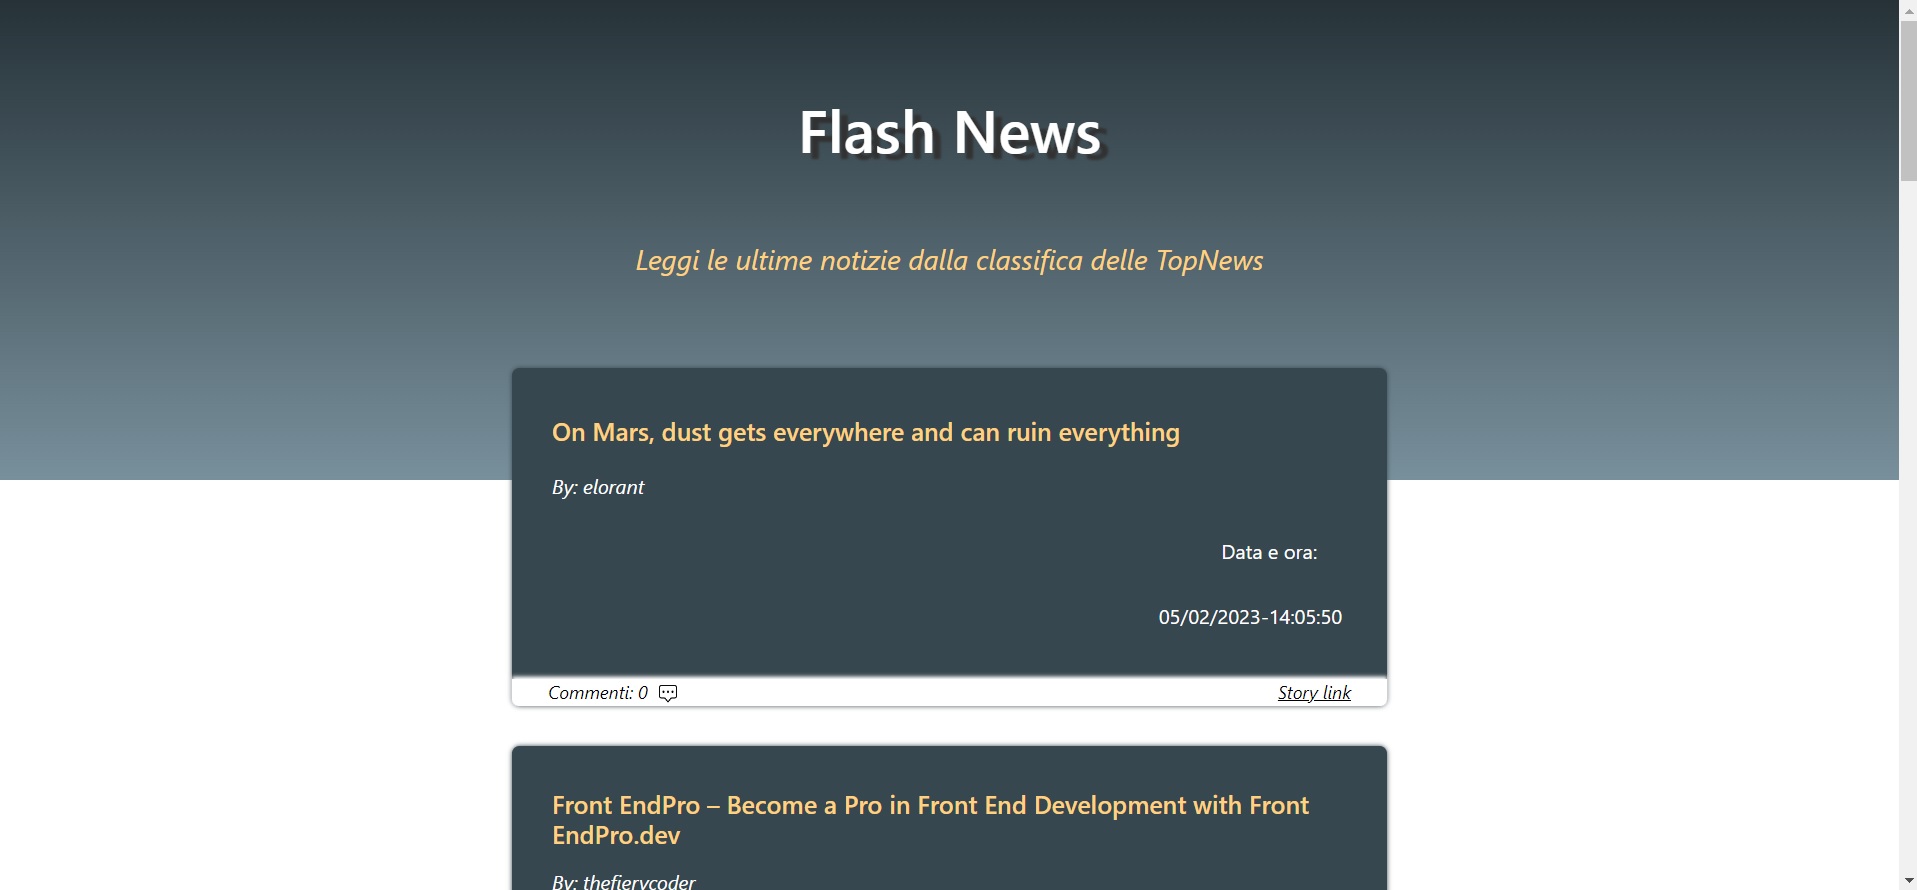 Flash News
Leggi le ultime notizie dalla classifica delle TopNews
On Mars, dust gets everywhere and can ruin everything
By: elorant
Data e ora:
05/02/2023-14:05:50
Commenti: 0
Story link
Front EndPro – Become a Pro in Front End Development with Front
EndPro.dev
By: thefierycoder